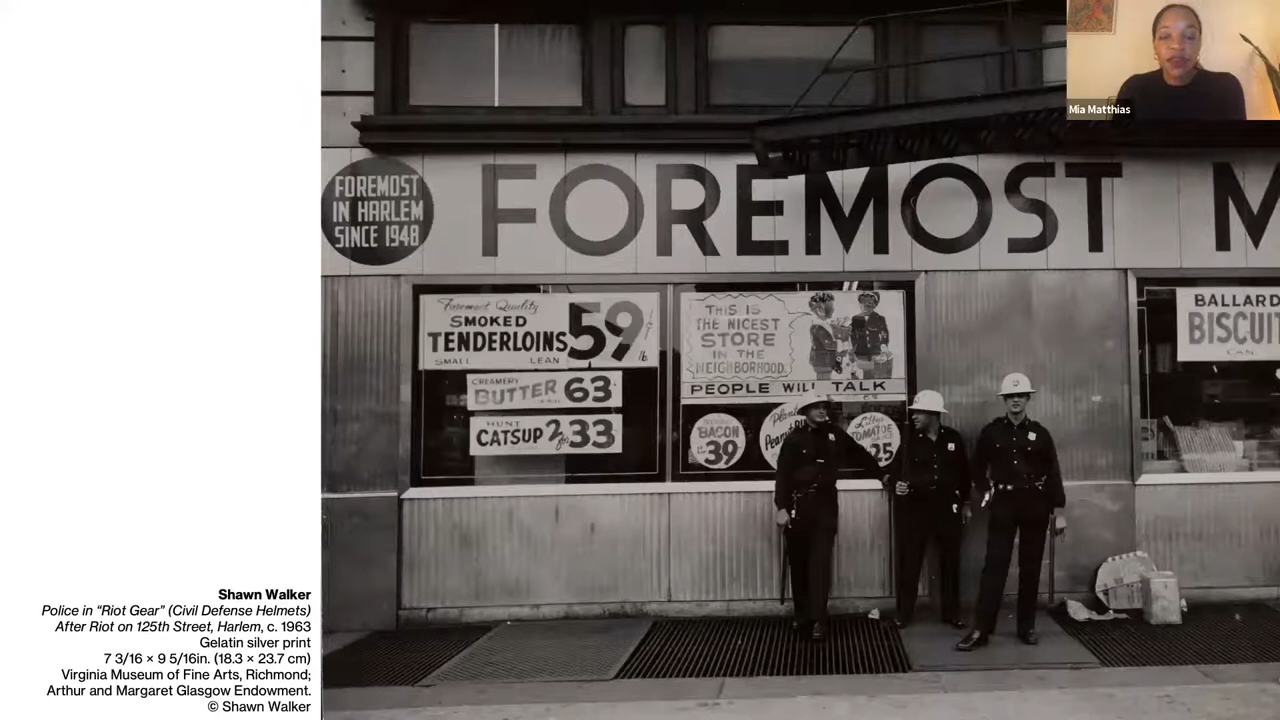 Mia Matthias
FOREMOST
IN HARLEM
SINCE 1948
FOREMOST M
Foremost Quality
SMOKED
TENDERLOINS 59
SMALL LEAN lb
CREAMERY
BUTTER 63
HUNT
CATSUP 2 for 33
THIS IS
THE NICEST
STORE
IN THE
NEIGHBORHOOD.
PEOPLE WILL TALK
BACON
39
TOMATOE
25
BALLARD
BISCUIT
CAN
Shawn Walker
Police in “Riot Gear” (Civil Defense Helmets)
After Riot on 125th Street, Harlem, c. 1963
Gelatin silver print
7 3/16 × 9 5/16in. (18.3 × 23.7 cm)
Virginia Museum of Fine Arts, Richmond;
Arthur and Margaret Glasgow Endowment.
© Shawn Walker